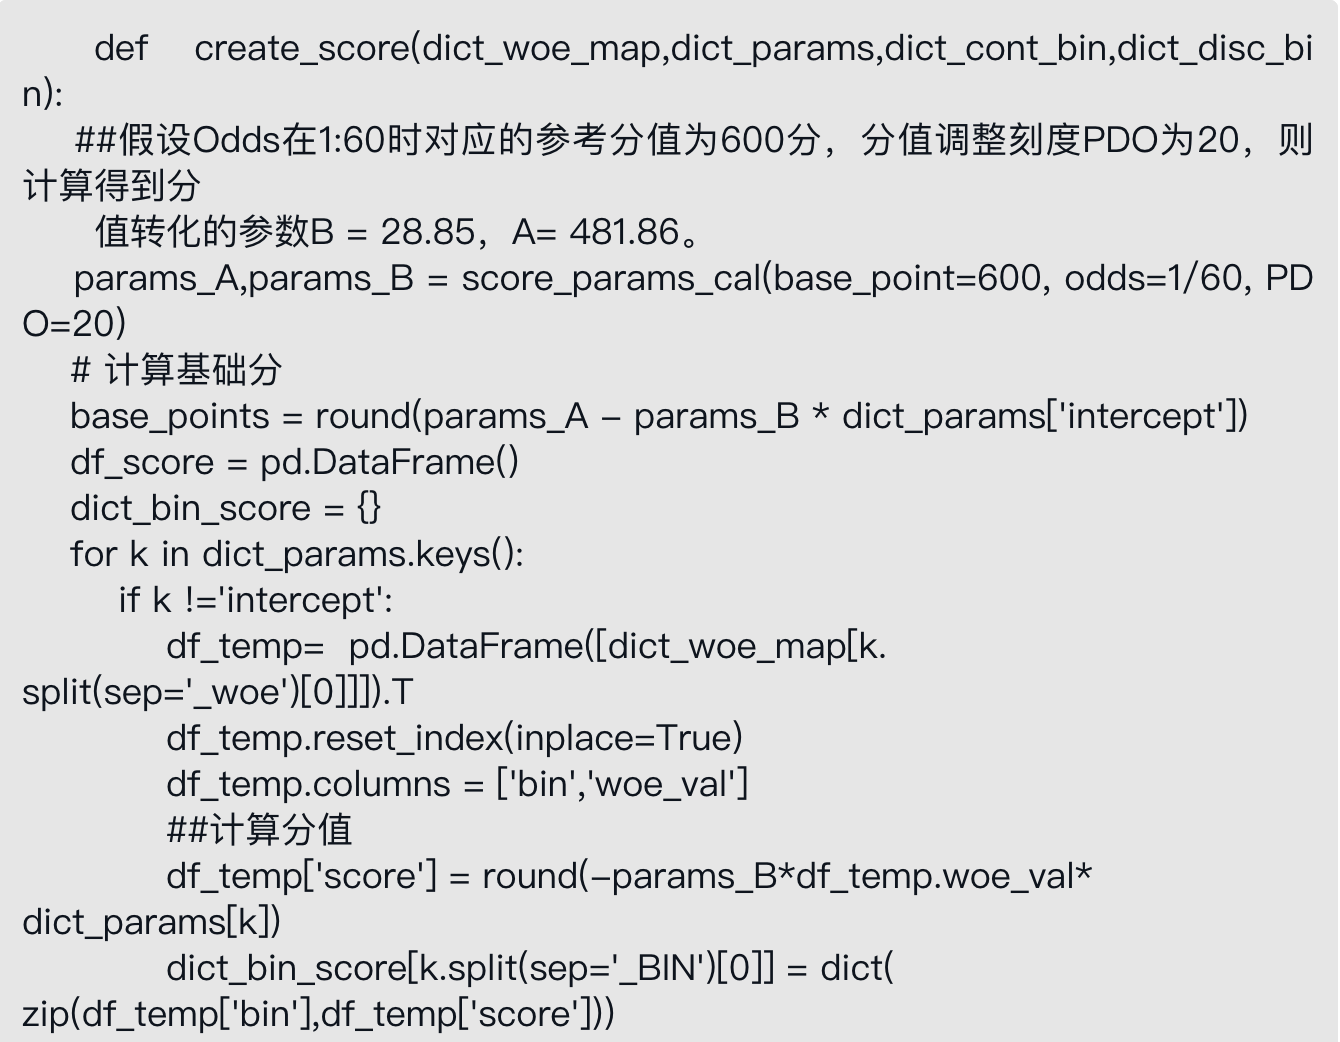 def create_score(dict_woe_map,dict_params,dict_cont_bin,dict_disc_bi
n):
##假设Odds在1:60时对应的参考分值为600分，分值调整刻度PDO为20，则
计算得到分
值转化的参数B = 28.85，A= 481.86。
params_A,params_B = score_params_cal(base_point=600, odds=1/60, PD
O=20)
# 计算基础分
base_points = round(params_A - params_B * dict_params['intercept'])
df_score = pd.DataFrame()
dict_bin_score = {}
for k in dict_params.keys():
if k !='intercept':
df_temp= pd.DataFrame([dict_woe_map[k.
split(sep='_woe')[0]]]).T
df_temp.reset_index(inplace=True)
df_temp.columns = ['bin','woe_val']
##计算分值
df_temp['score'] = round(-params_B*df_temp.woe_val*
dict_params[k])
dict_bin_score[k.split(sep='_BIN')[0]] = dict(
zip(df_temp['bin'],df_temp['score']))